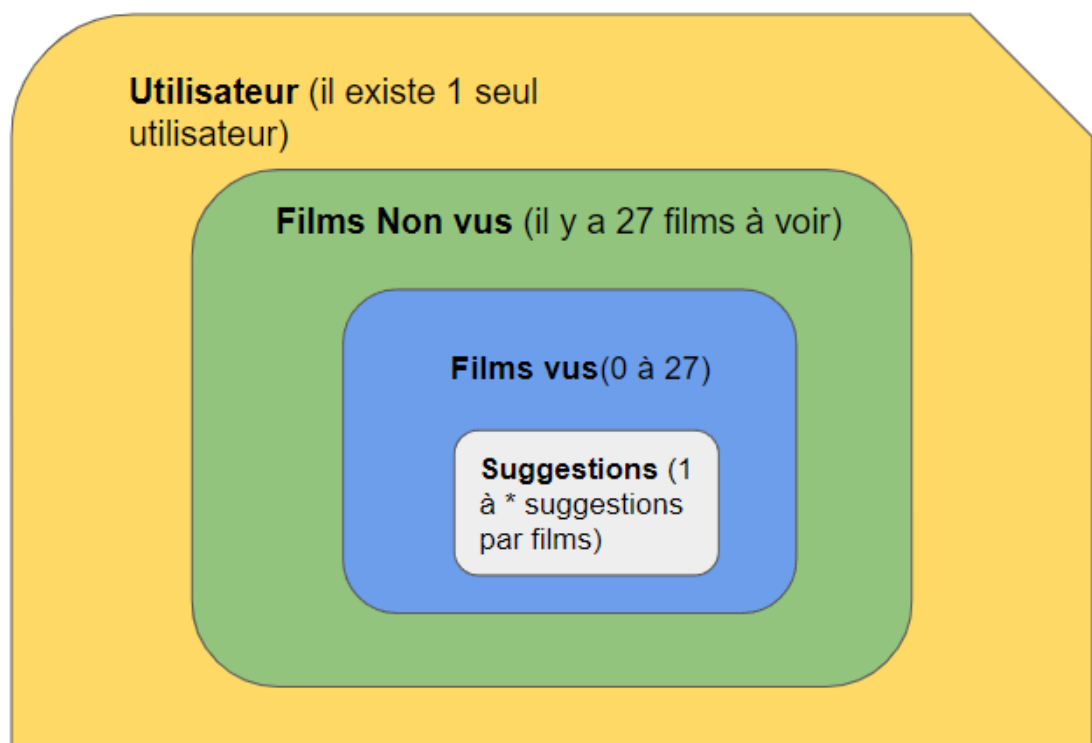 Utilisateur (il existe 1 seul
utilisateur)
Films Non vus (il y a 27 films à voir)
Films vus(0 à 27)
Suggestions (1
à * suggestions
par films)